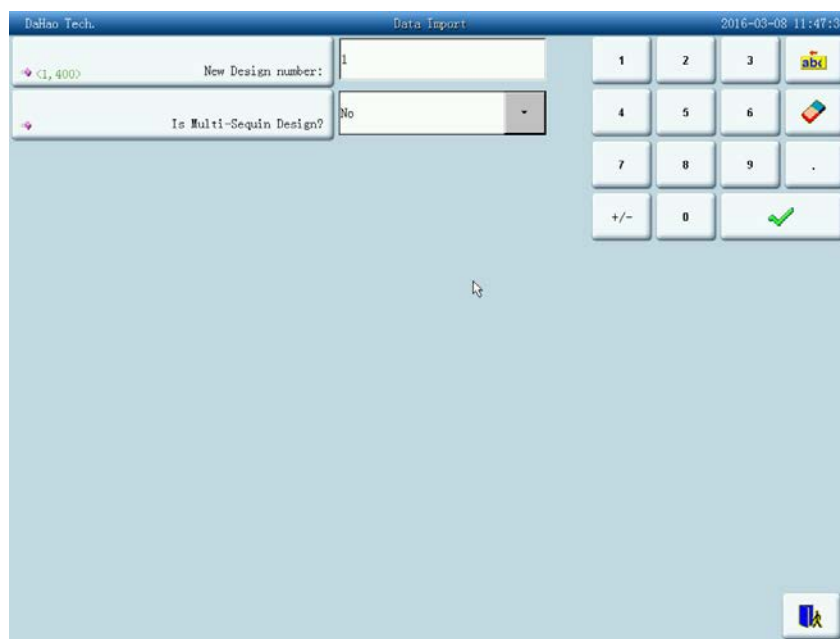 DaHao Tech. Data Import 2016-03-08 11:47:3
<1,400> New Design number: 1
Is Multi-Sequin Design? No
1 2 3 abc
4 5 6
7 8 9 .
+/- 0